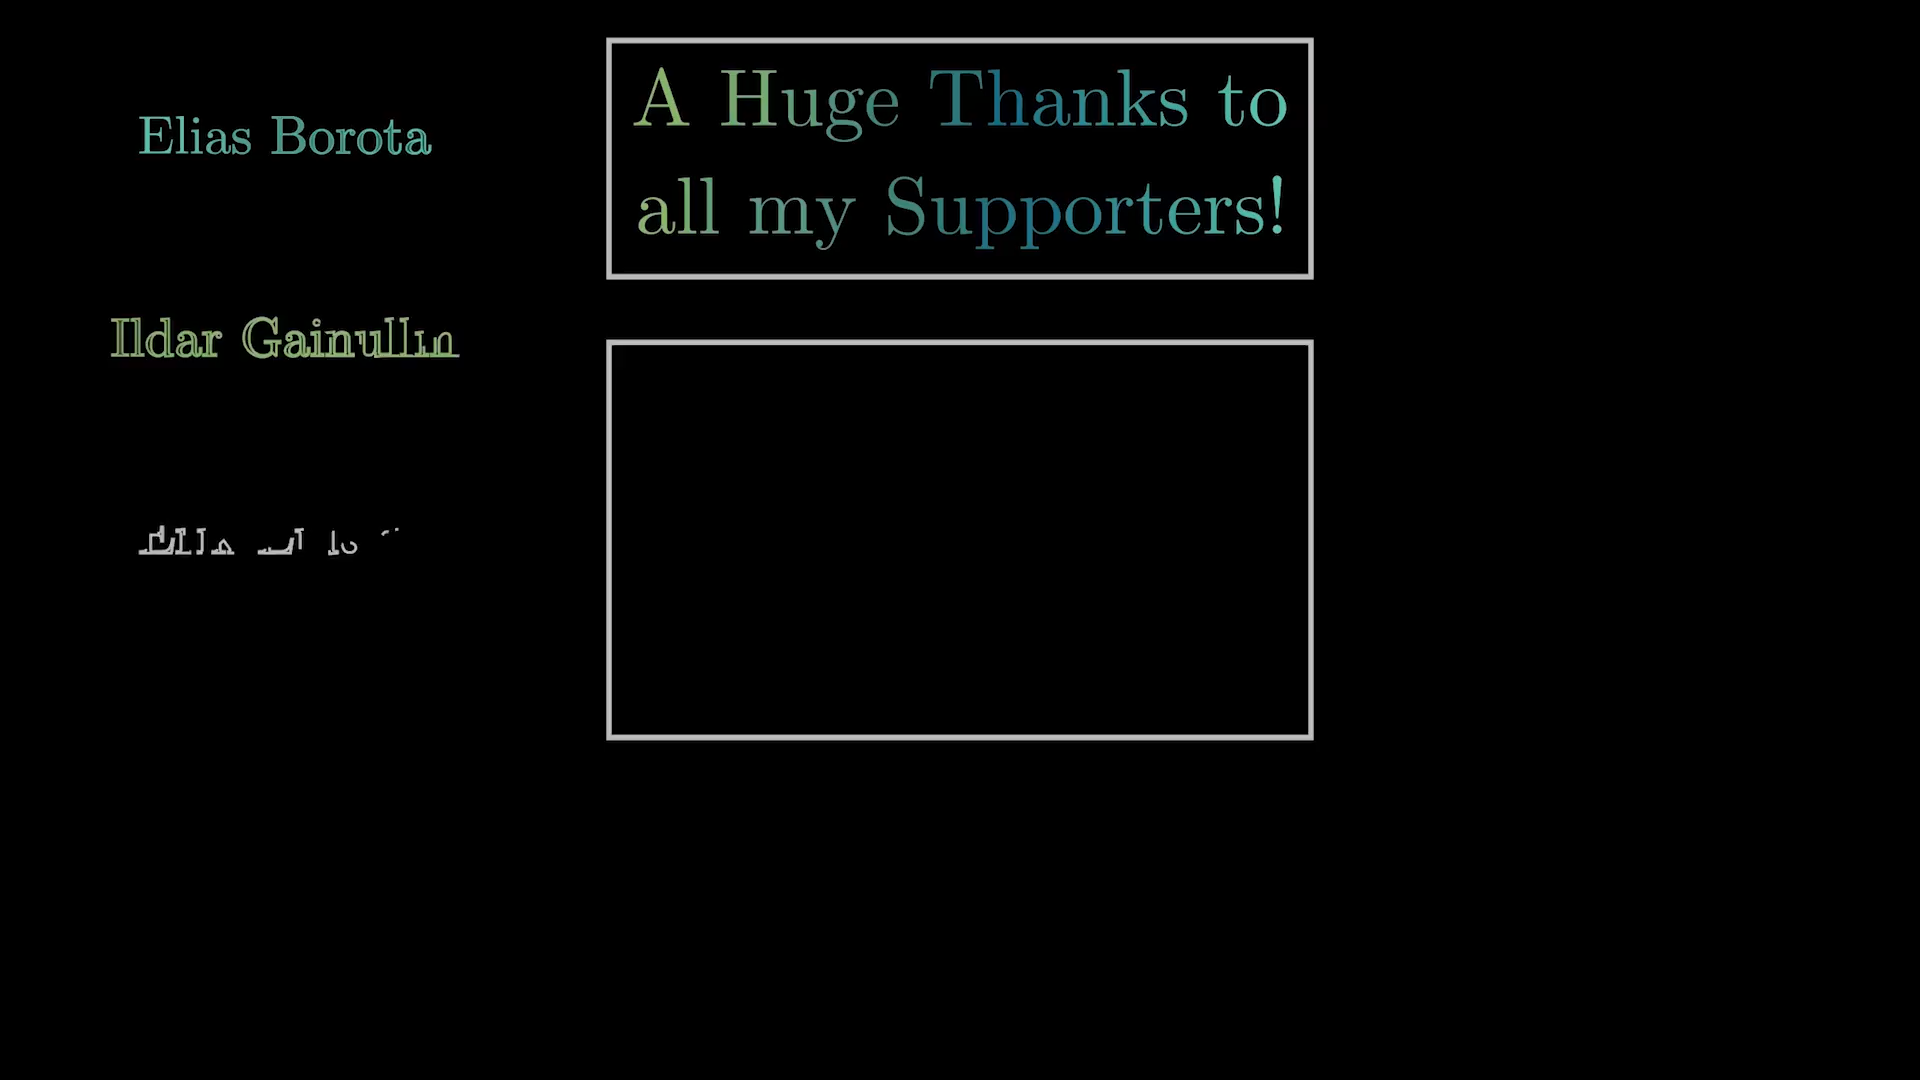 A Huge Thanks to
all my Supporters!
Elias Borota
Ildar Gainullin